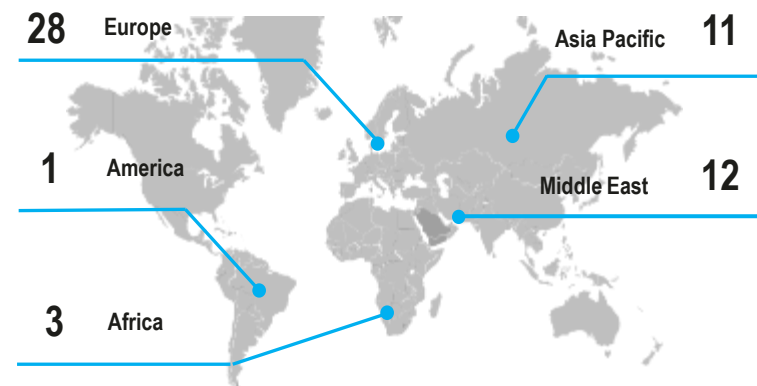 28 Europe
Asia Pacific 11
1 America
Middle East 12
3 Africa